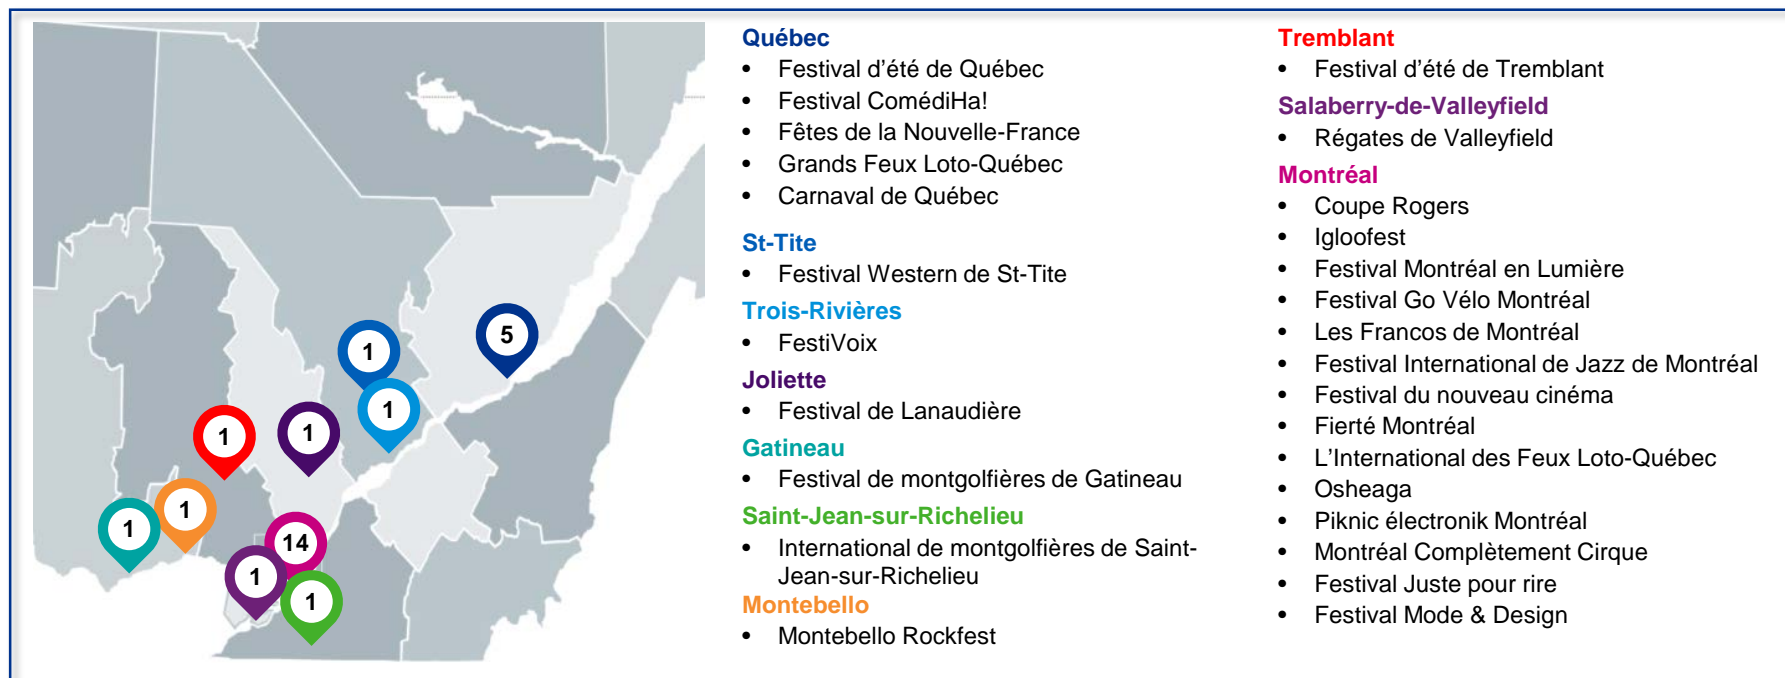 5
1
1
1
1
1
1
14
1
1
Québec
• Festival d'été de Québec
• Festival ComédiHa!
• Fêtes de la Nouvelle-France
• Grands Feux Loto-Québec
• Carnaval de Québec
St-Tite
• Festival Western de St-Tite
Trois-Rivières
• FestiVoix
Joliette
• Festival de Lanaudière
Gatineau
• Festival de montgolfières de Gatineau
Saint-Jean-sur-Richelieu
• International de montgolfières de Saint-
Jean-sur-Richelieu
Montebello
• Montebello Rockfest
Tremblant
• Festival d'été de Tremblant
Salaberry-de-Valleyfield
• Régates de Valleyfield
Montréal
• Coupe Rogers
• Igloofest
• Festival Montréal en Lumière
• Festival Go Vélo Montréal
• Les Francos de Montréal
• Festival International de Jazz de Montréal
• Festival du nouveau cinéma
• Fierté Montréal
• L'International des Feux Loto-Québec
• Osheaga
• Piknic électronik Montréal
• Montréal Complètement Cirque
• Festival Juste pour rire
• Festival Mode & Design